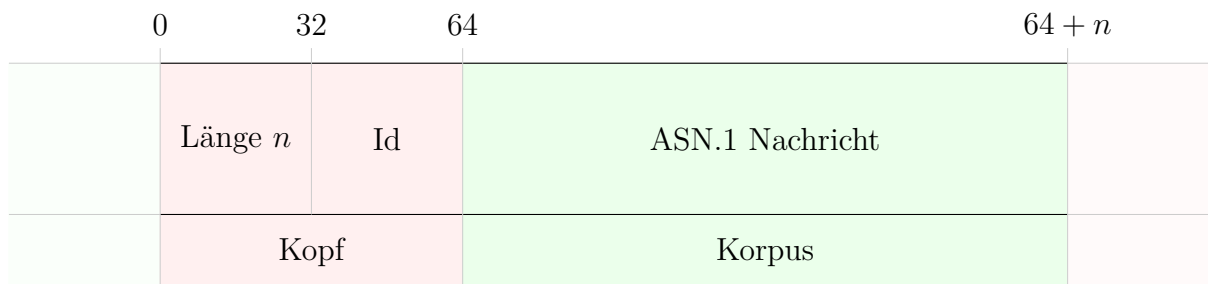 0 32 64 64 + n
Länge n Id ASN.1 Nachricht
Kopf Korpus